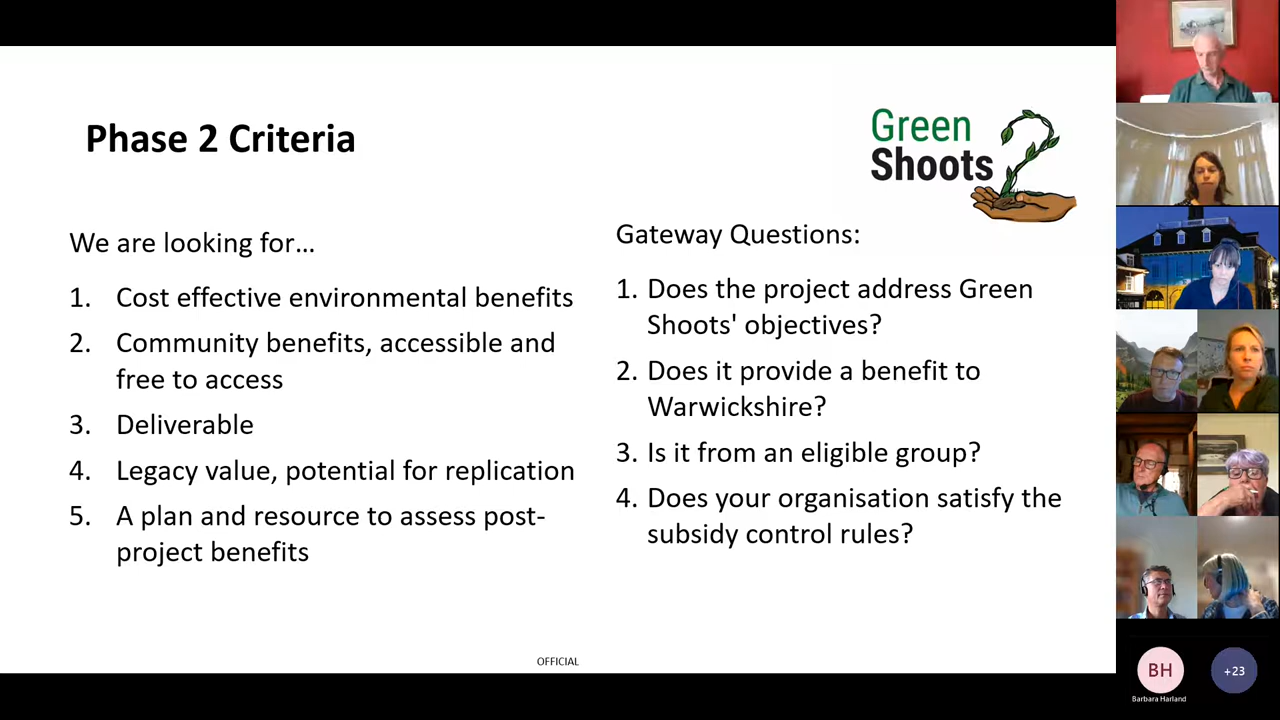 Phase 2 Criteria
Green
Shoots
We are looking for...
1. Cost effective environmental benefits
2. Community benefits, accessible and
free to access
3. Deliverable
4. Legacy value, potential for replication
5. A plan and resource to assess post-
project benefits
Gateway Questions:
1. Does the project address Green
Shoots' objectives?
2. Does it provide a benefit to
Warwickshire?
3. Is it from an eligible group?
4. Does your organisation satisfy the
subsidy control rules?
OFFICIAL
BH
+23
Barbara Harland